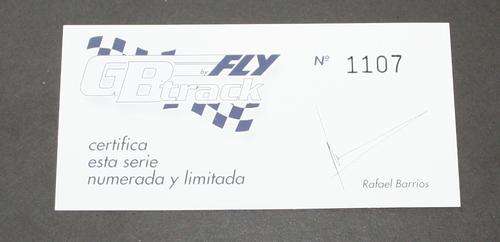 GB track by FLY
Nº 1107
certifica
esta serie
numerada y limitada
Rafael Barrios